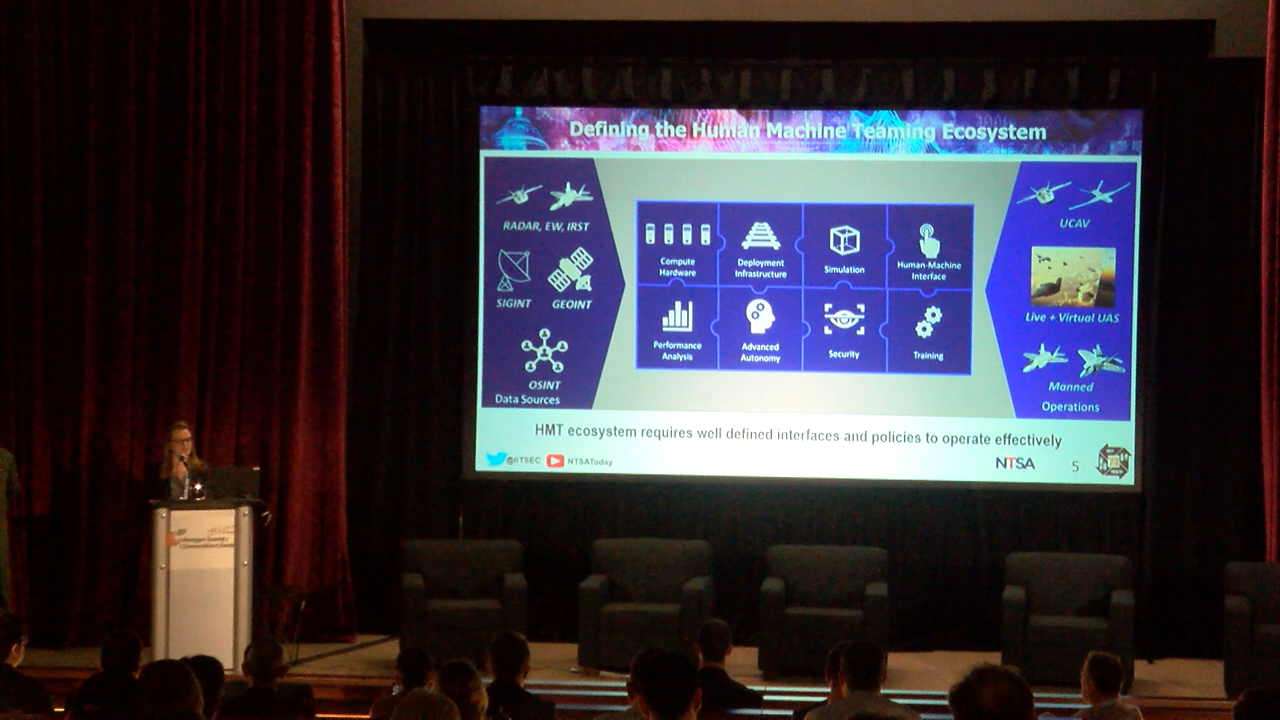 Defining the Human Machine Teaming Ecosystem
RADAR, EW, IRST
SIGINT
GEOINT
OSINT
Data Sources
Compute
Hardware
Deployment
Infrastructure
Simulation
Human-Machine
Interface
Performance
Analysis
Advanced
Autonomy
Security
Training
UCAV
Live + Virtual UAS
Manned
Operations
HMT ecosystem requires well defined interfaces and policies to operate effectively
@IITSEC
NTSAToday
NTSA
5